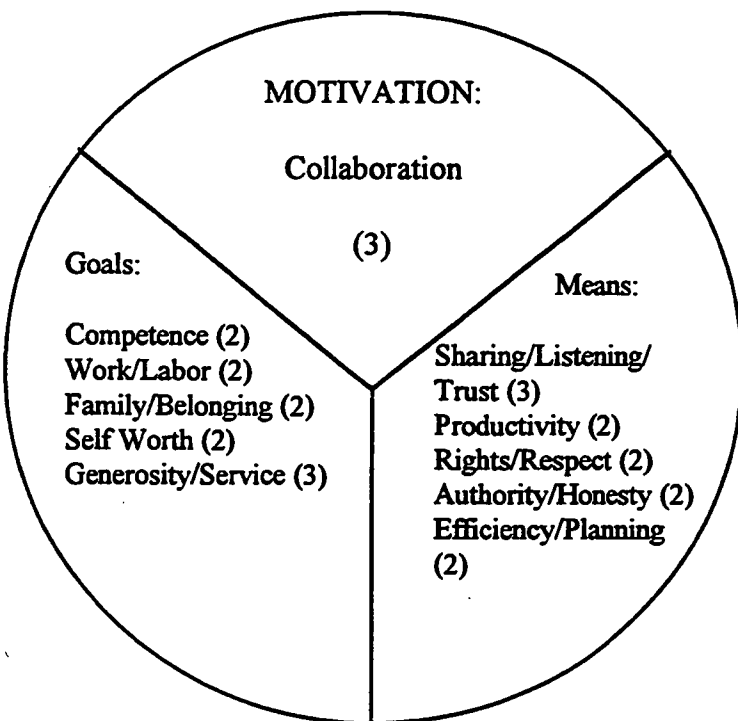 MOTIVATION:
Collaboration
(3)
Goals:
Competence (2)
Work/Labor (2)
Family/Belonging (2)
Self Worth (2)
Generosity/Service (3)
Means:
Sharing/Listening/
Trust (3)
Productivity (2)
Rights/Respect (2)
Authority/Honesty (2)
Efficiency/Planning
(2)